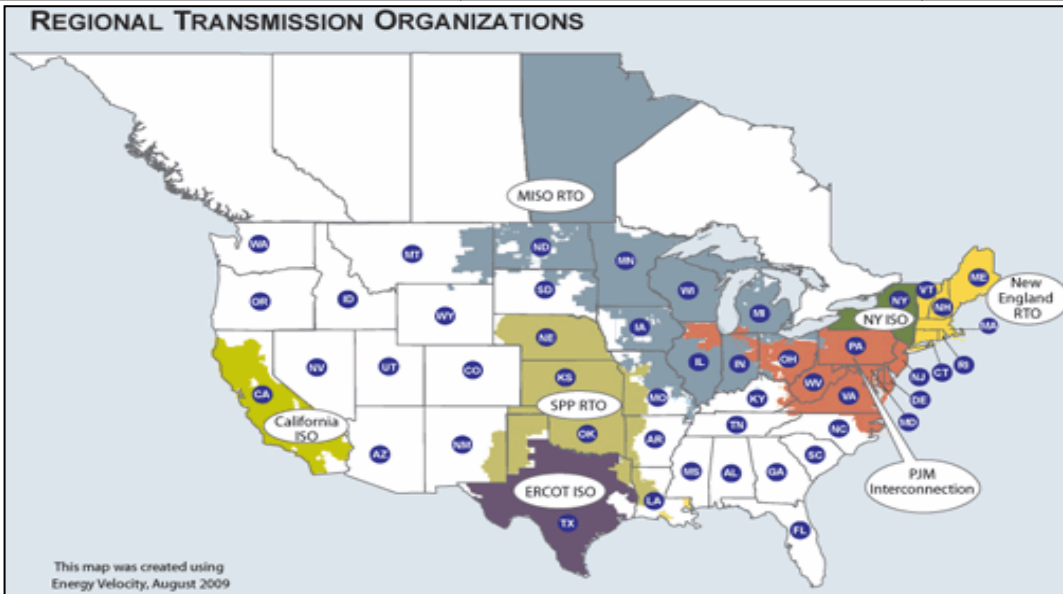 REGIONAL TRANSMISSION ORGANIZATIONS
MISO RTO
WA
MT
ND
MN
ME
OR
ID
SD
WI
MI
NY
VT
NH
New
England
RTO
WY
NY ISO
MA
IA
NE
PA
RI
NV
UT
CO
IL
IN
OH
CT
NJ
CA
KS
MO
KY
WV
VA
DE
MD
California
ISO
SPP RTO
AZ
NM
OK
AR
TN
NC
SC
MS
AL
GA
PJM
Interconnection
ERCOT ISO
LA
TX
FL
This map was created using
Energy Velocity, August 2009